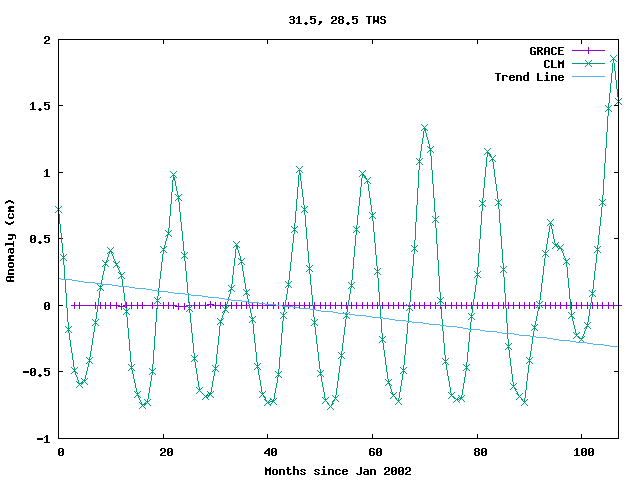 31.5, 28.5 TWS
GRACE
CLM
Trend Line
Anomaly (cm)
2
1.5
1
0.5
0
-0.5
-1
0 20 40 60 80 100
Months since Jan 2002